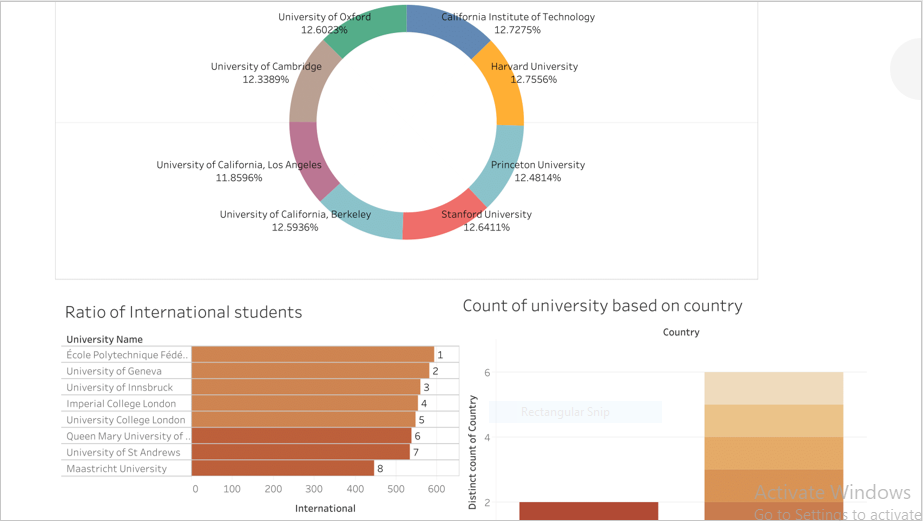 University of Oxford
12.6023%
California Institute of Technology
12.7275%
University of Cambridge
12.3389%
Harvard University
12.7556%
University of California, Los Angeles
11.8596%
Princeton University
12.4814%
University of California, Berkeley
12.5936%
Stanford University
12.6411%
Ratio of International students
University Name
École Polytechnique Fédé.. 1
University of Geneva 2
University of Innsbruck 3
Imperial College London 4
University College London 5
Queen Mary University of .. 6
University of St Andrews 7
Maastricht University 8
0 100 200 300 400 500 600
International
Count of university based on country
Country
Distinct count of Country
6
4
2
Rectangular Snip
Activate Windows
Go to Settings to activate